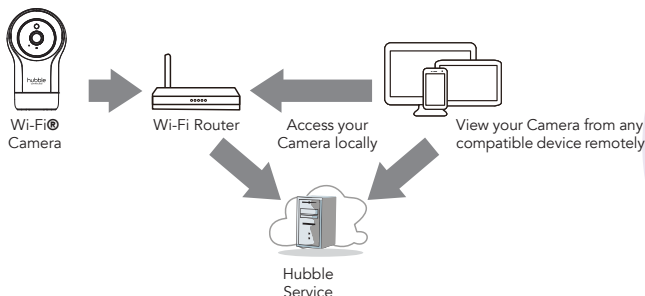 hubble
Wi-Fi®
Camera
Wi-Fi Router
Access your
Camera locally
View your Camera from any
compatible device remotely
Hubble
Service